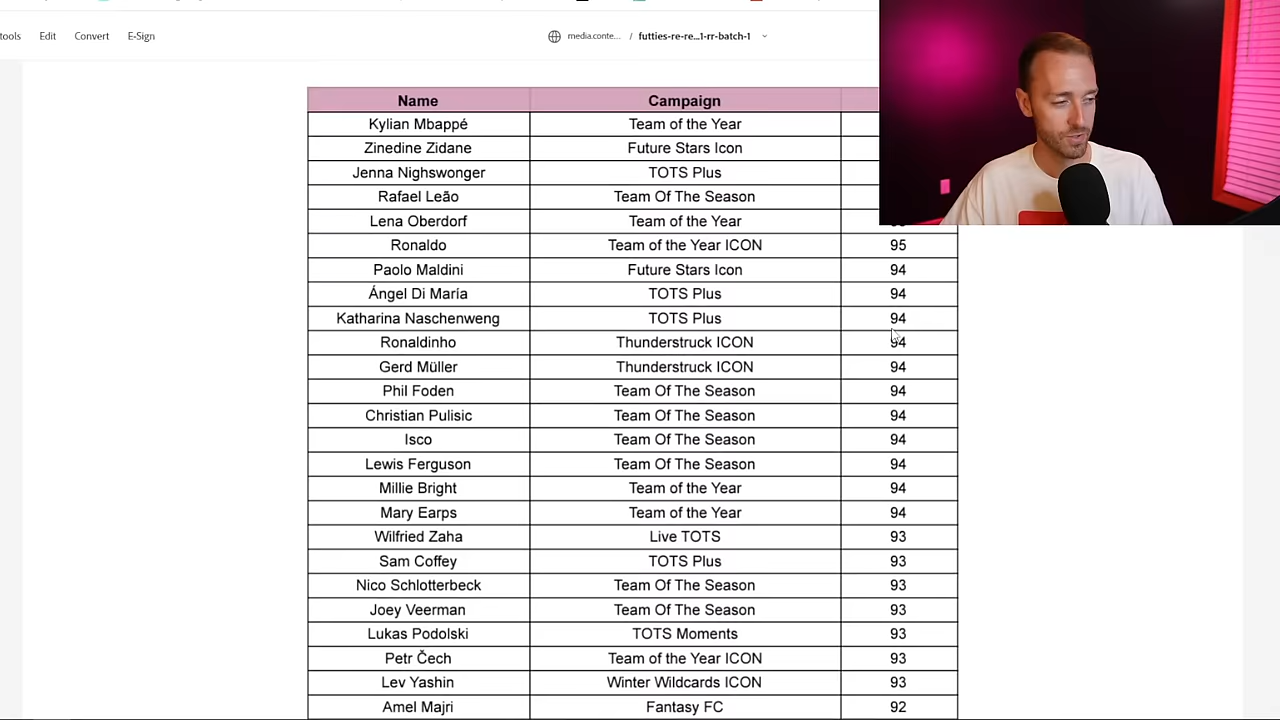 tools Edit Convert E-Sign media.conte... / futties-re-re...1-rr-batch-1
Name Campaign
Kylian Mbappé Team of the Year
Zinedine Zidane Future Stars Icon
Jenna Nighswonger TOTS Plus
Rafael Leão Team Of The Season
Lena Oberdorf Team of the Year
Ronaldo Team of the Year ICON 95
Paolo Maldini Future Stars Icon 94
Ángel Di María TOTS Plus 94
Katharina Naschenweng TOTS Plus 94
Ronaldinho Thunderstruck ICON 94
Gerd Müller Thunderstruck ICON 94
Phil Foden Team Of The Season 94
Christian Pulisic Team Of The Season 94
Isco Team Of The Season 94
Lewis Ferguson Team Of The Season 94
Millie Bright Team of the Year 94
Mary Earps Team of the Year 94
Wilfried Zaha Live TOTS 93
Sam Coffey TOTS Plus 93
Nico Schlotterbeck Team Of The Season 93
Joey Veerman Team Of The Season 93
Lukas Podolski TOTS Moments 93
Petr Čech Team of the Year ICON 93
Lev Yashin Winter Wildcards ICON 93
Amel Majri Fantasy FC 92